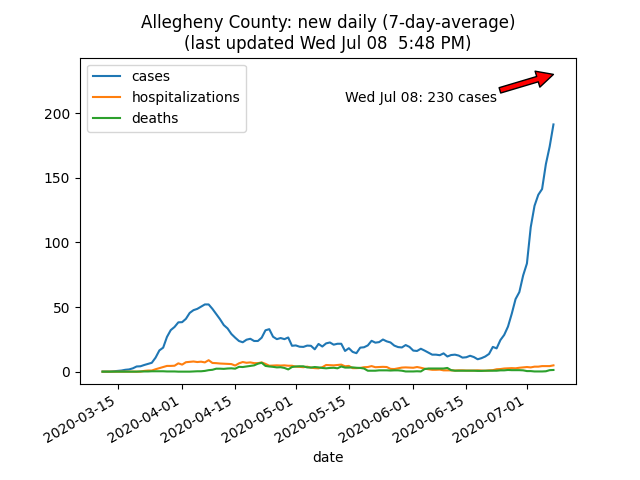 Allegheny County: new daily (7-day-average)
(last updated Wed Jul 08  5:48 PM)
cases
hospitalizations
deaths
Wed Jul 08: 230 cases
200
150
100
50
0
2020-03-15
2020-04-01
2020-04-15
2020-05-01
2020-05-15
2020-06-01
2020-06-15
2020-07-01
date